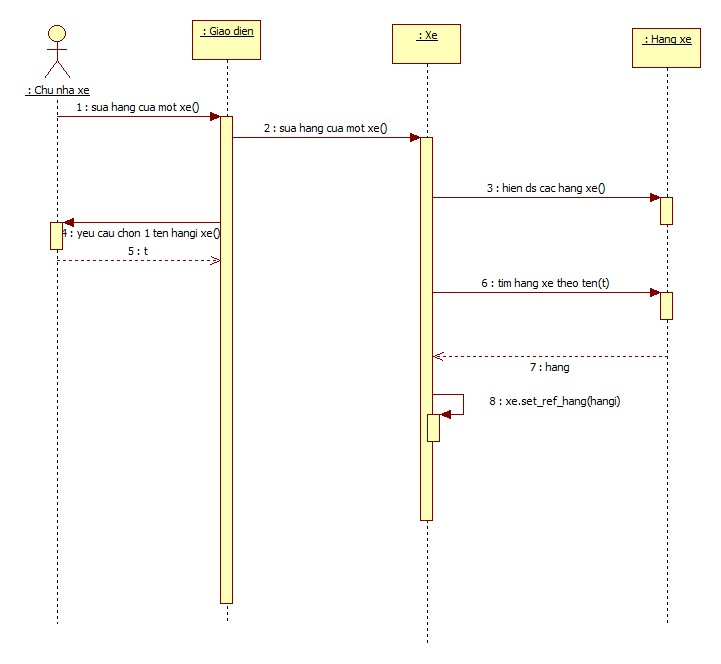 : Giao dien
: Xe
: Hang xe
: Chu nha xe
1 : sua hang cua mot xe()
2 : sua hang cua mot xe()
3 : hien ds cac hang xe()
4 : yeu cau chon 1 ten hangi xe()
5 : t
6 : tim hang xe theo ten(t)
7 : hang
8 : xe.set_ref_hang(hangi)